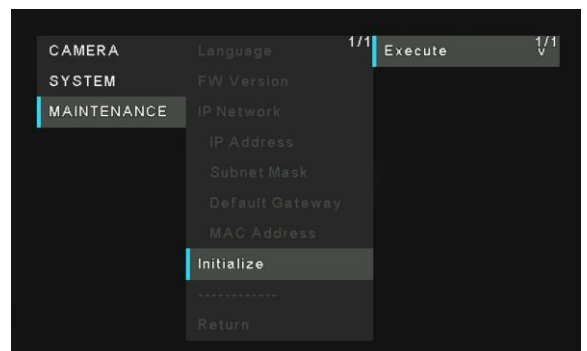 CAMERA
SYSTEM
MAINTENANCE
Language 1/1
FW Version
IP Network
IP Address
Subnet Mask
Default Gateway
MAC Address
Initialize
------------
Return
Execute 1/1
v